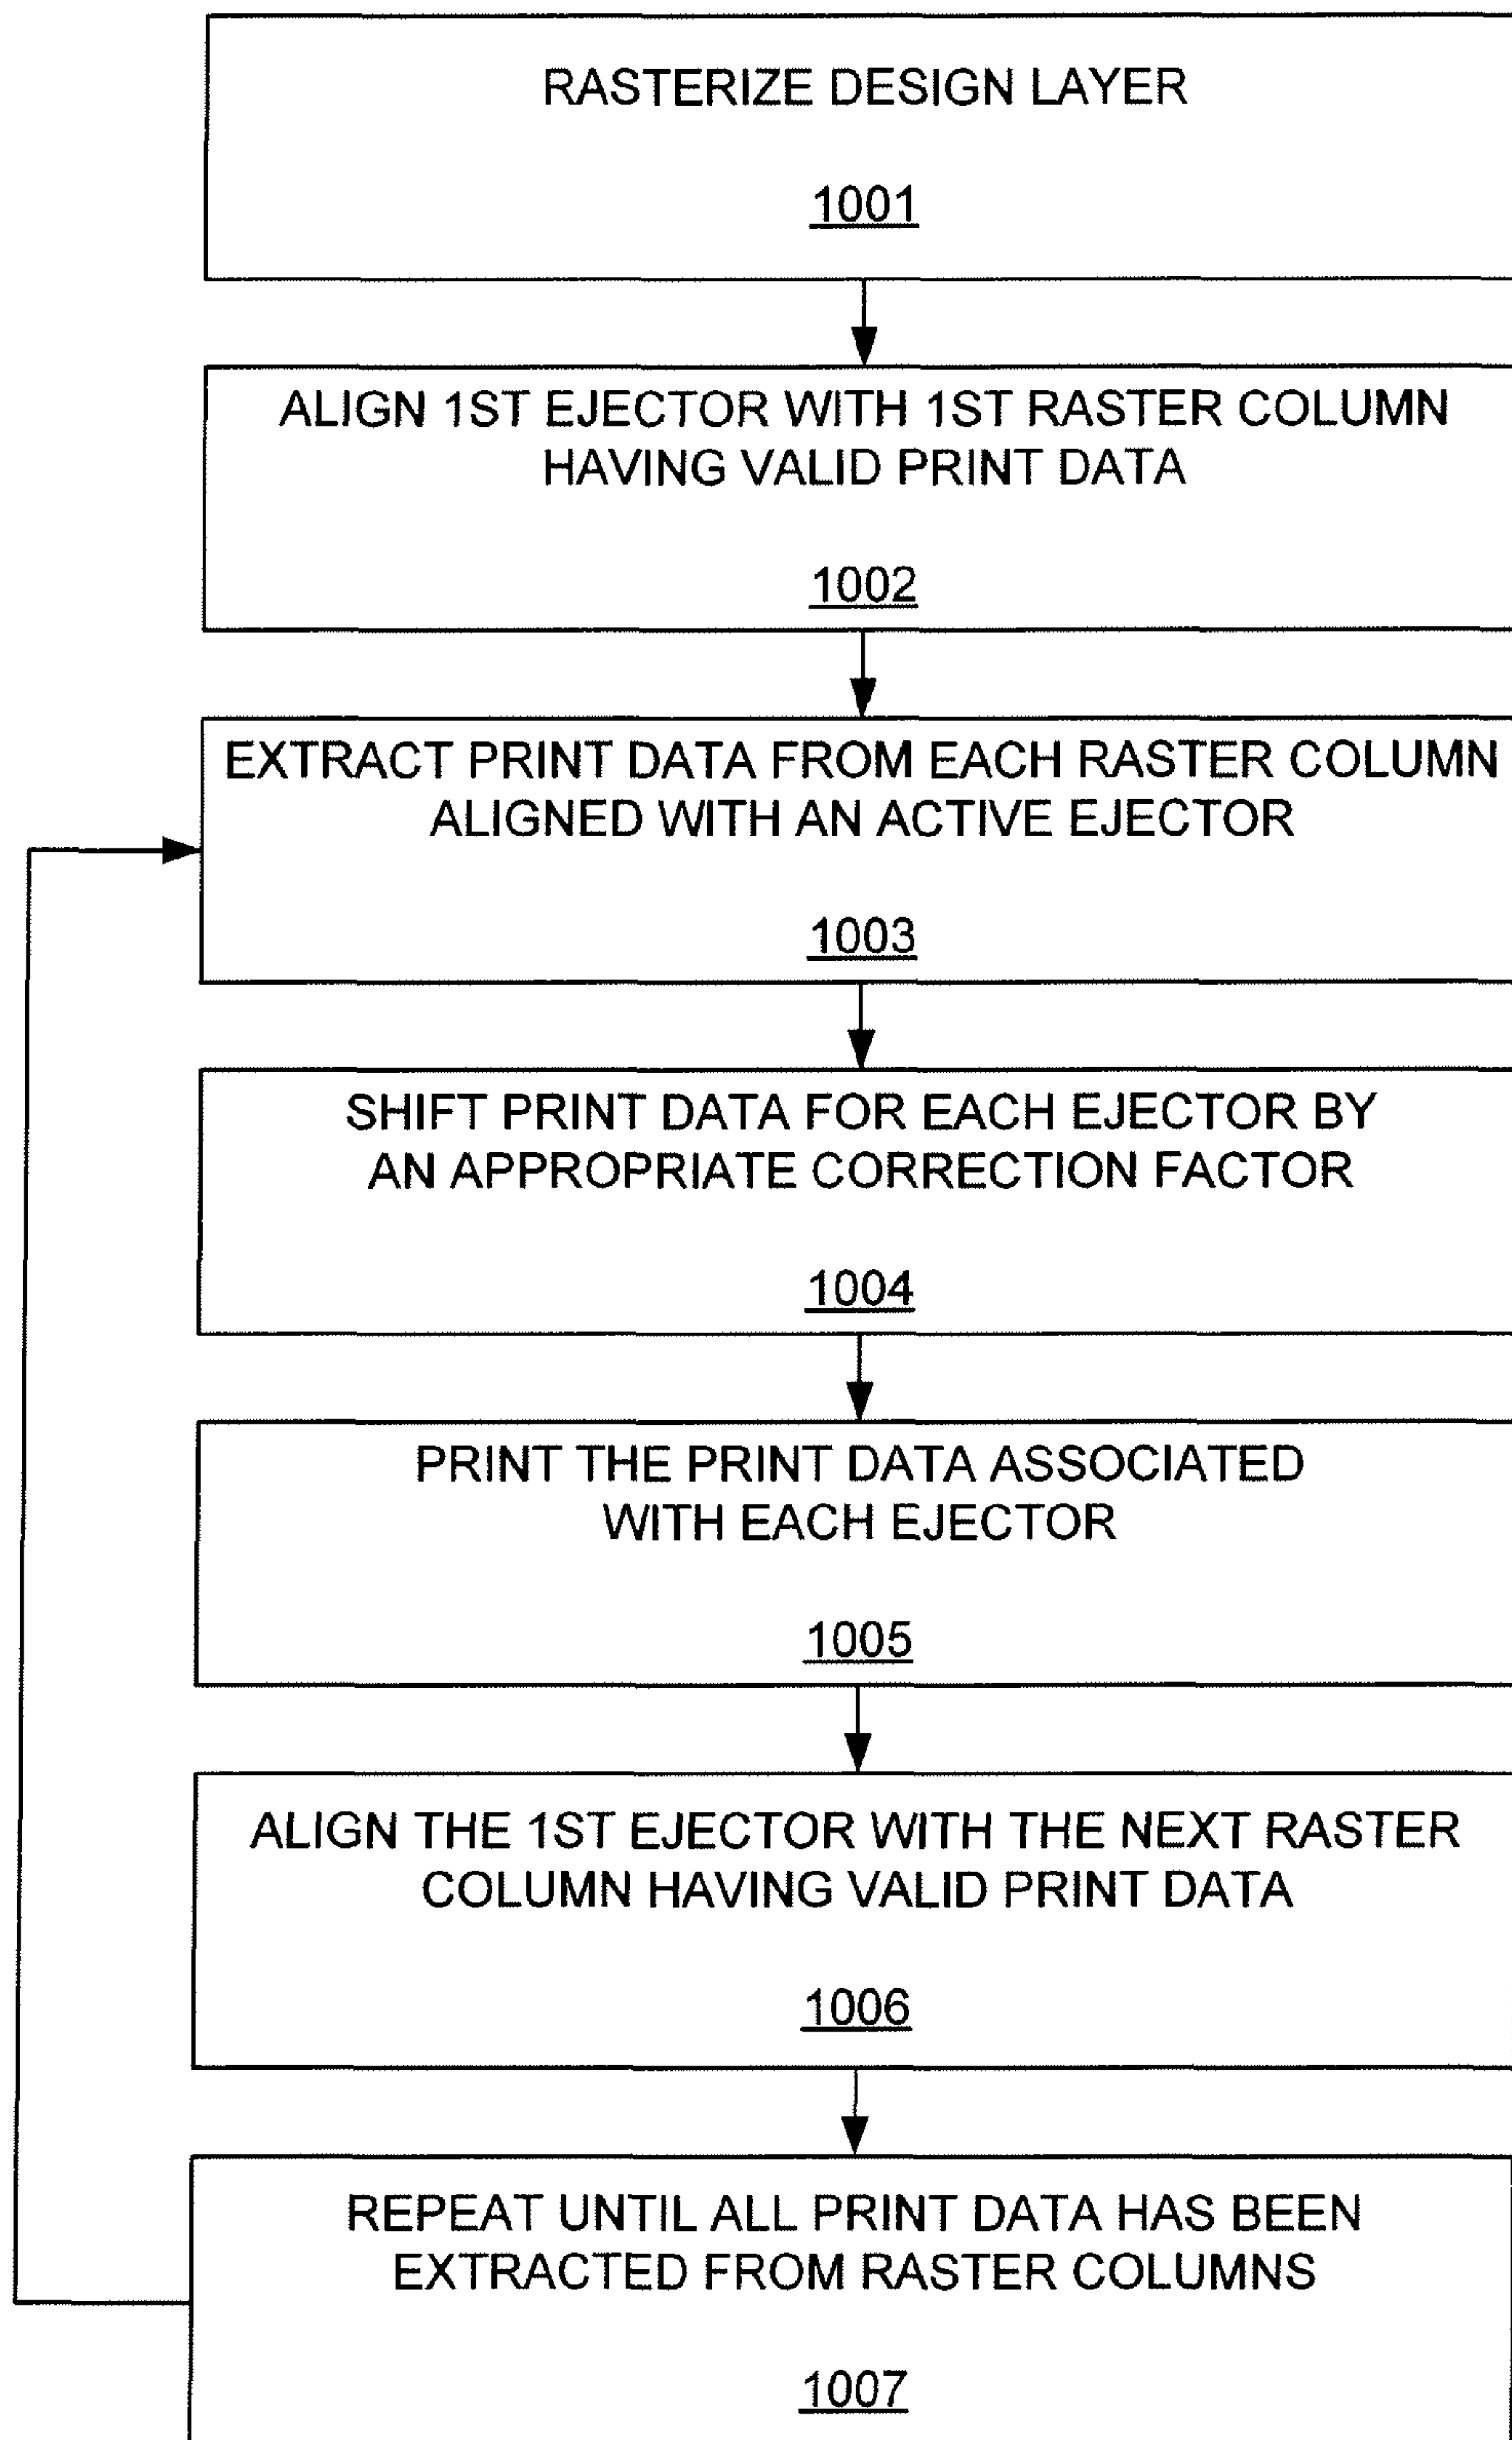 RASTERIZE DESIGN LAYER
1001
ALIGN 1ST EJECTOR WITH 1ST RASTER COLUMN
HAVING VALID PRINT DATA
1002
EXTRACT PRINT DATA FROM EACH RASTER COLUMN
ALIGNED WITH AN ACTIVE EJECTOR
1003
SHIFT PRINT DATA FOR EACH EJECTOR BY
AN APPROPRIATE CORRECTION FACTOR
1004
PRINT THE PRINT DATA ASSOCIATED
WITH EACH EJECTOR
1005
ALIGN THE 1ST EJECTOR WITH THE NEXT RASTER
COLUMN HAVING VALID PRINT DATA
1006
REPEAT UNTIL ALL PRINT DATA HAS BEEN
EXTRACTED FROM RASTER COLUMNS
1007